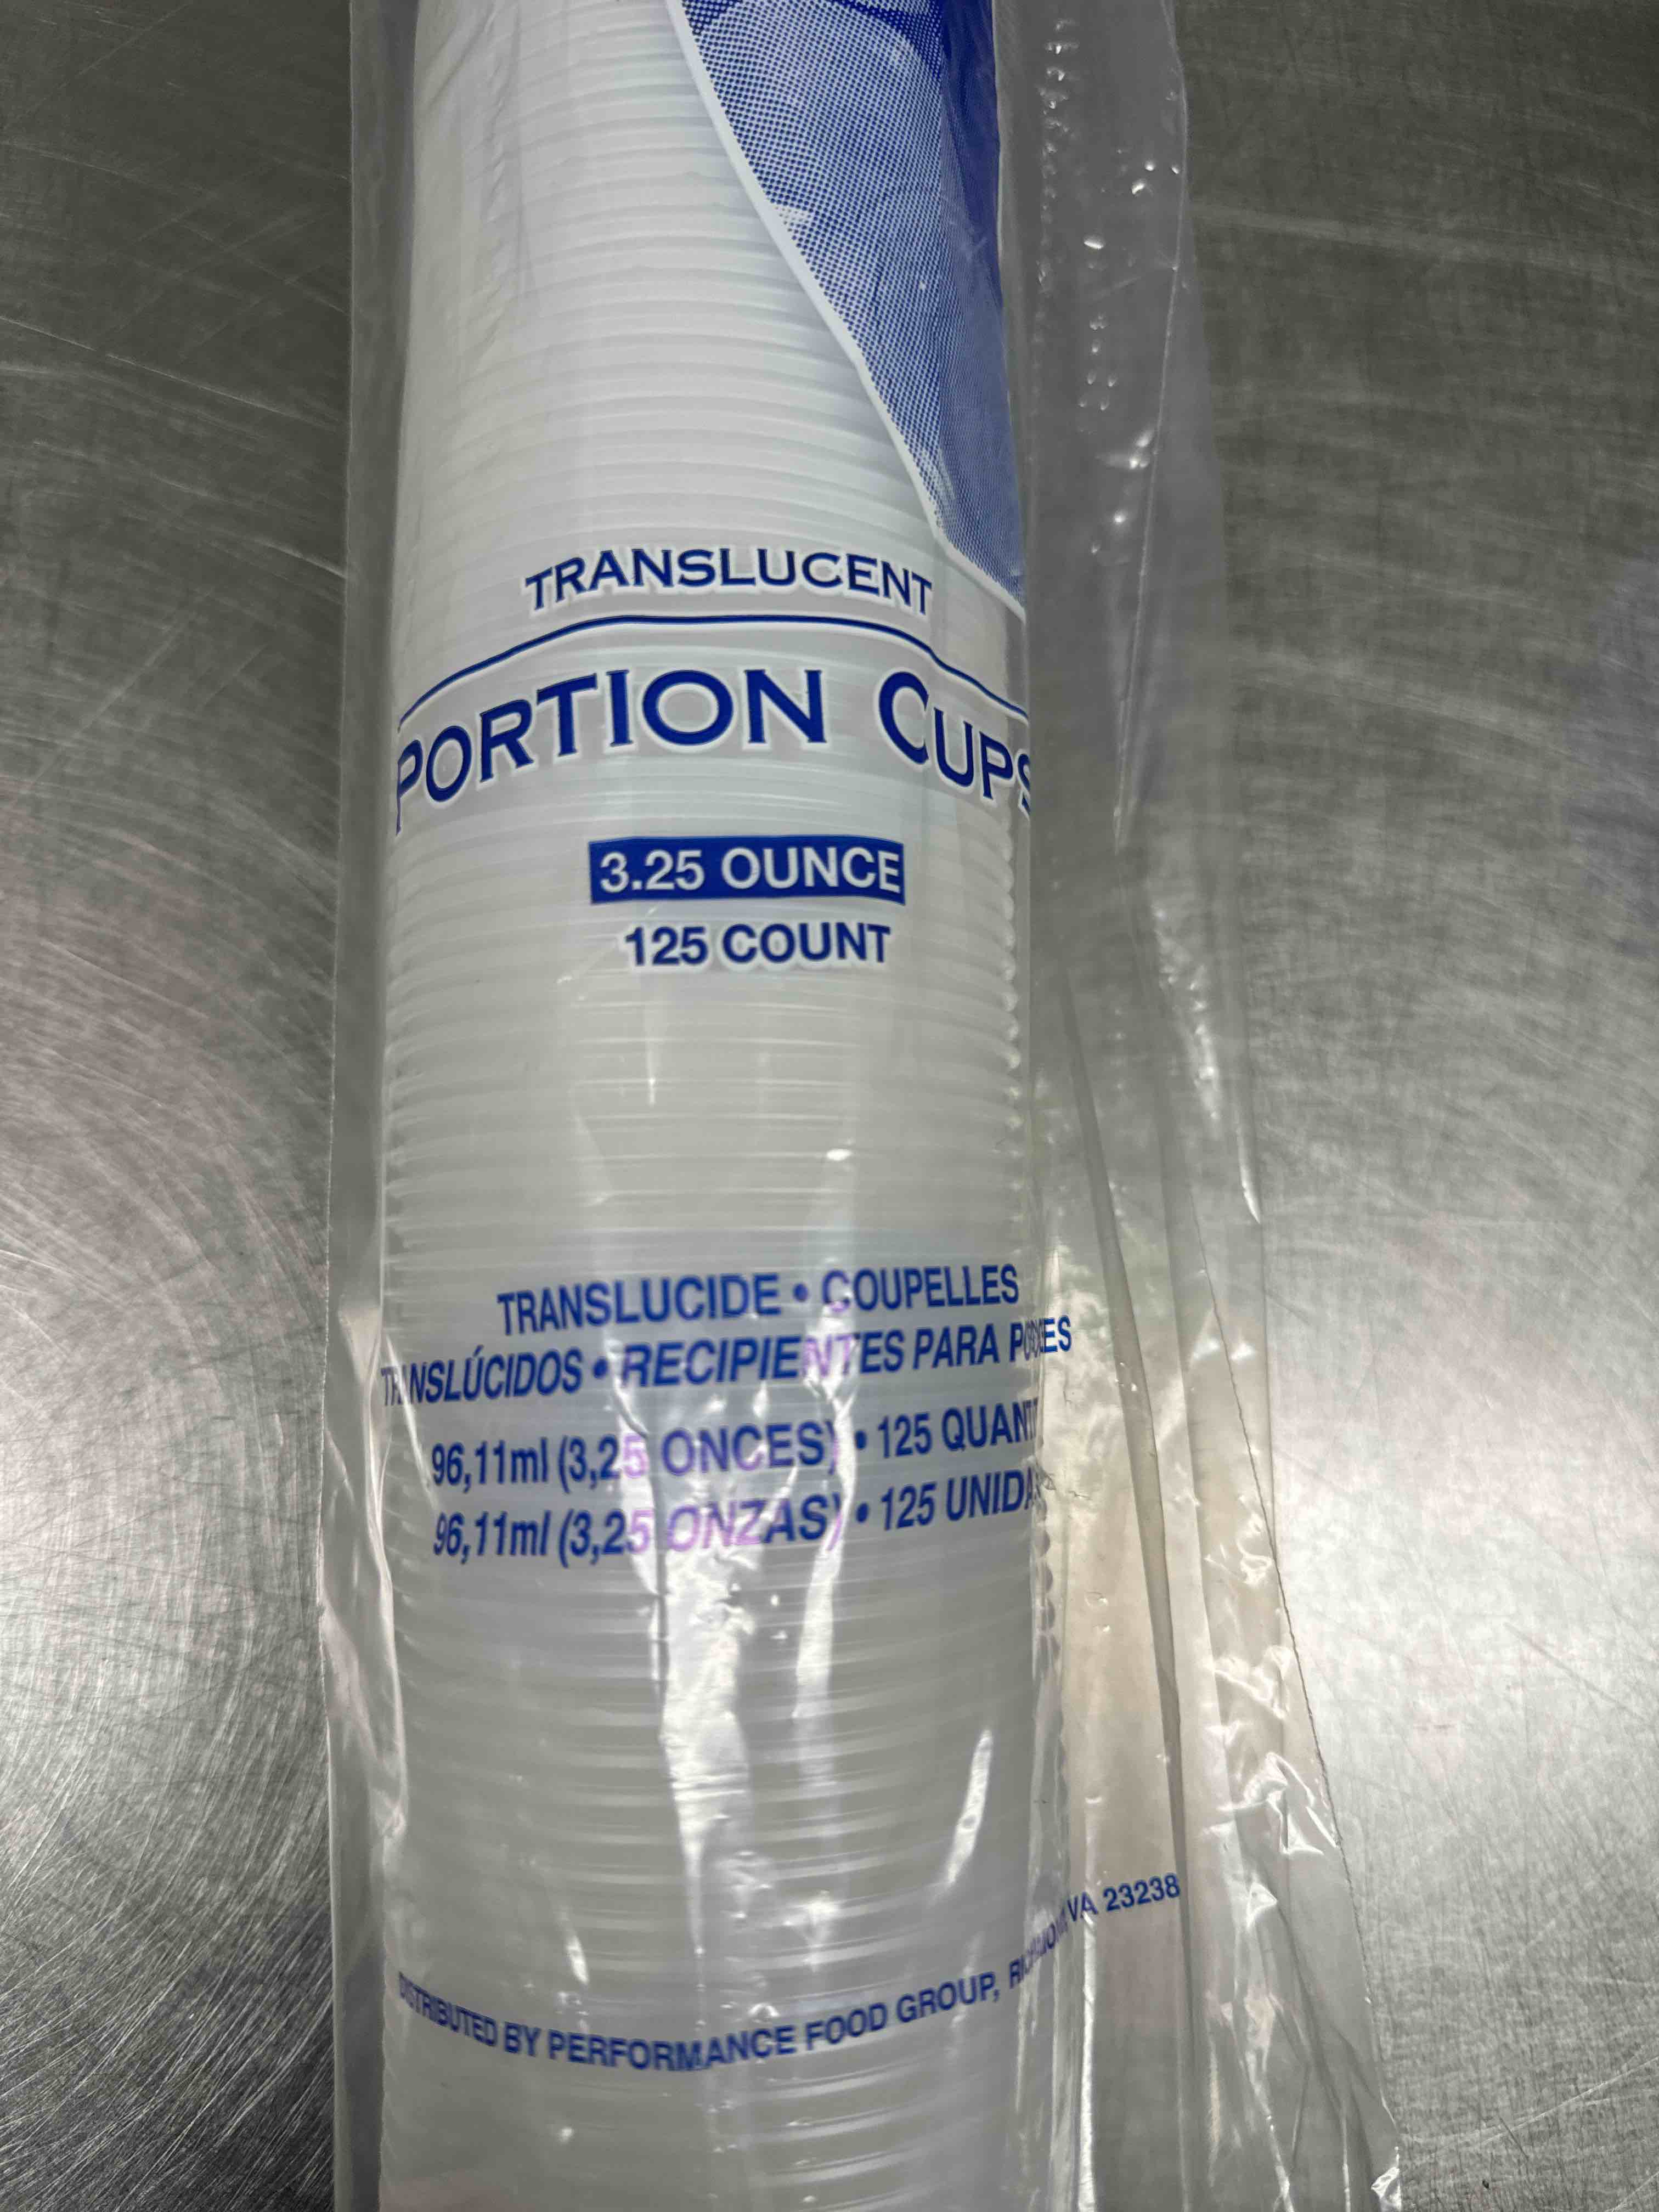 TRANSLUCENT
PORTION CUPS
3.25 OUNCE
125 COUNT
TRANSLUCIDE • COUPELLES
TRANSLÚCIDOS • RECIPIENTES PARA
96,11ml (3,25 ONCES) • 125
96,11ml (3,25 ONZAS) • 125
DISTRIBUTED BY PERFORMANCE FOOD GROUP, RICHMOND, VA 23238